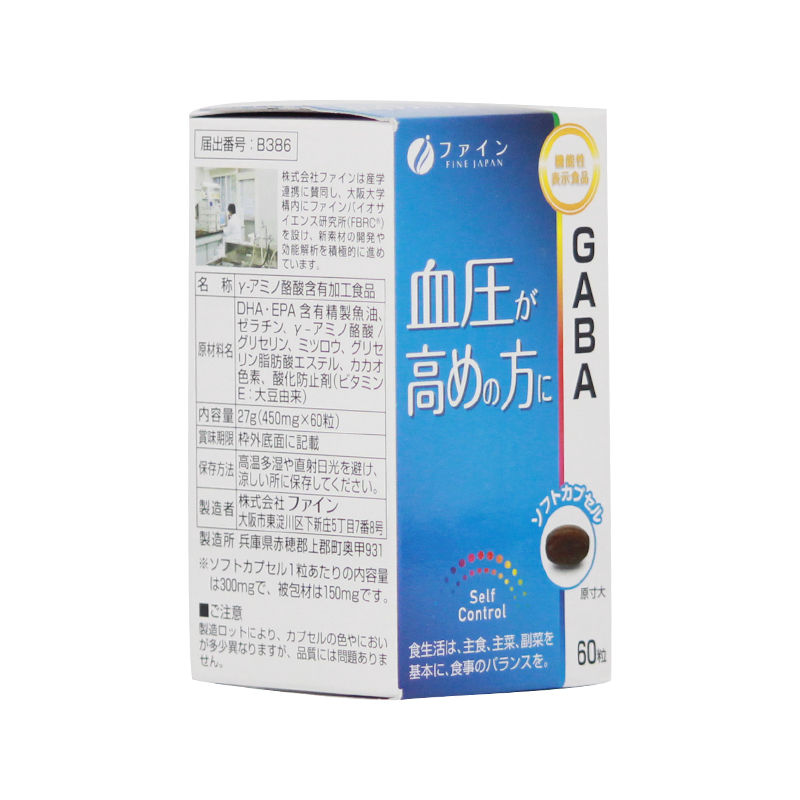 届出番号：B386
株式会社ファインは産学
連携に賛同し、大阪大学
構内にファインバイオサ
イエンス研究所(FBRC®)
を設け、新素材の開発や
効能解析を積極的に進め
ています。
名　称 γ-アミノ酪酸含有加工食品
原材料名 DHA・EPA含有精製魚油、
ゼラチン、γ-アミノ酪酸/
グリセリン、ミツロウ、グリセ
リン脂肪酸エステル、カカオ
色素、酸化防止剤(ビタミン
E：大豆由来)
内容量 27g(450mg×60粒)
賞味期限 枠外底面に記載
保存方法 高温多湿や直射日光を避け、
涼しい所に保存してください。
製造者 株式会社 ファイン
大阪市東淀川区下新庄5丁目7番8号
製造所 兵庫県赤穂郡上郡町奥甲931
※ソフトカプセル1粒あたりの内容量
は300mgで、被包材は150mgです。
■ご注意
製造ロットにより、カプセルの色やにおい
が多少異なりますが、品質には問題ありま
せん。
ファイン
FINE JAPAN
機能性
表示食品
血圧が
高めの方に
GABA
ソフトカプセル
原寸大
Self
Control
食生活は、主食、主菜、副菜を
基本に、食事のバランスを。
60粒